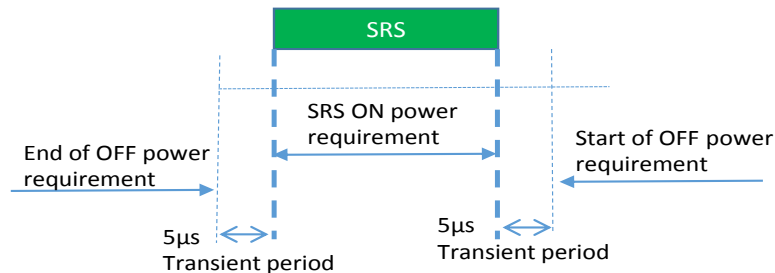 SRS
SRS ON power
requirement
End of OFF power
requirement
Start of OFF power
requirement
5µs
Transient period
5µs
Transient period